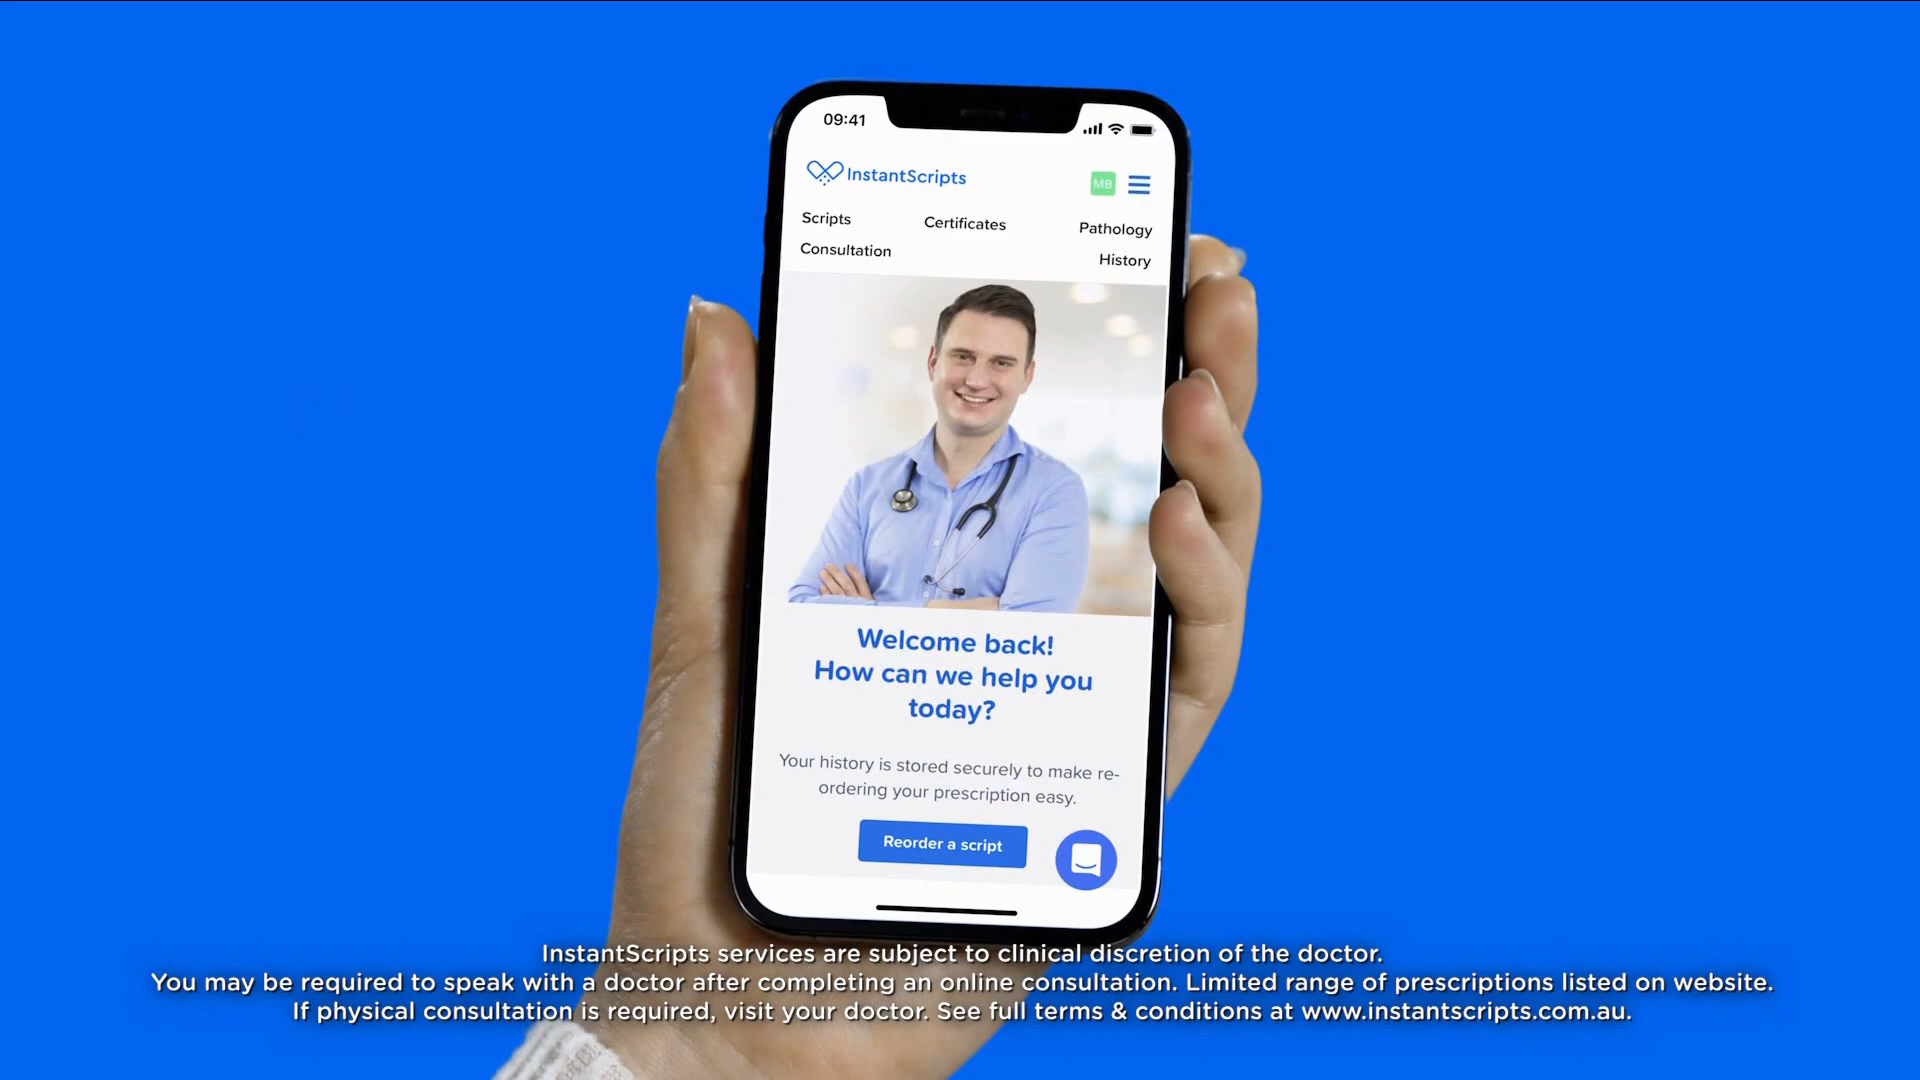 09:41
InstantScripts
MB
Scripts Certificates Pathology
Consultation History
Welcome back!
How can we help you
today?
Your history is stored securely to make re-
ordering your prescription easy.
Reorder a script
InstantScripts services are subject to clinical discretion of the doctor.
You may be required to speak with a doctor after completing an online consultation. Limited range of prescriptions listed on website.
If physical consultation is required, visit your doctor. See full terms & conditions at www.instantscripts.com.au.